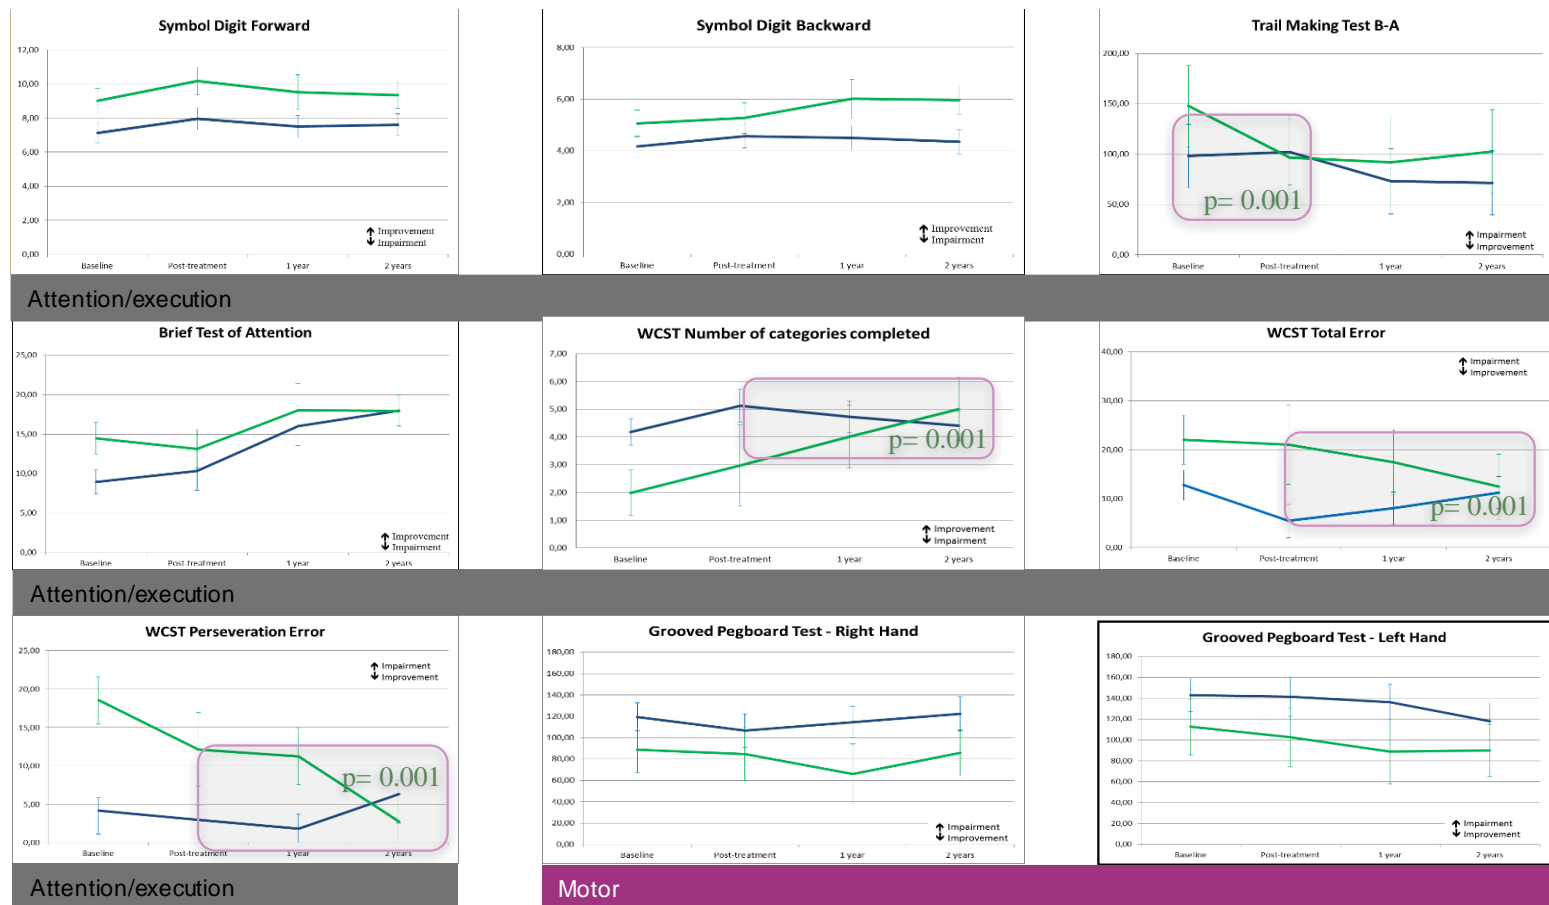 Symbol Digit Forward
12,00
10,00
8,00
6,00
4,00
2,00
0,00
Improvement
Impairment
Baseline Post-treatment 1 year 2 years
Symbol Digit Backward
8,00
6,00
4,00
2,00
0,00
Improvement
Impairment
Baseline Post-treatment 1 year 2 years
Trail Making Test B-A
200,00
150,00
100,00
50,00
0,00
p= 0.001
Impairment
Improvement
Baseline Post-treatment 1 year 2 years
Attention/execution
Brief Test of Attention
25,00
20,00
15,00
10,00
5,00
0,00
Improvement
Impairment
Baseline Post-treatment 1 year 2 years
WCST Number of categories completed
7,00
6,00
5,00
4,00
3,00
2,00
1,00
0,00
p= 0.001
Improvement
Impairment
Baseline Post-treatment 1 year 2 years
WCST Total Error
40,00
30,00
20,00
10,00
0,00
Impairment
Improvement
p= 0.001
Baseline Post-treatment 1 year 2 years
Attention/execution
WCST Perseveration Error
25,00
20,00
15,00
10,00
5,00
0,00
Impairment
Improvement
p= 0.001
Baseline Post-treatment 1 year 2 years
Grooved Pegboard Test - Right Hand
180,00
160,00
140,00
120,00
100,00
80,00
60,00
40,00
20,00
0,00
Impairment
Improvement
Baseline Post-treatment 1 year 2 years
Grooved Pegboard Test - Left Hand
180,00
160,00
140,00
120,00
100,00
80,00
60,00
40,00
20,00
0,00
Impairment
Improvement
Baseline Post-treatment 1 year 2 years
Attention/execution
Motor